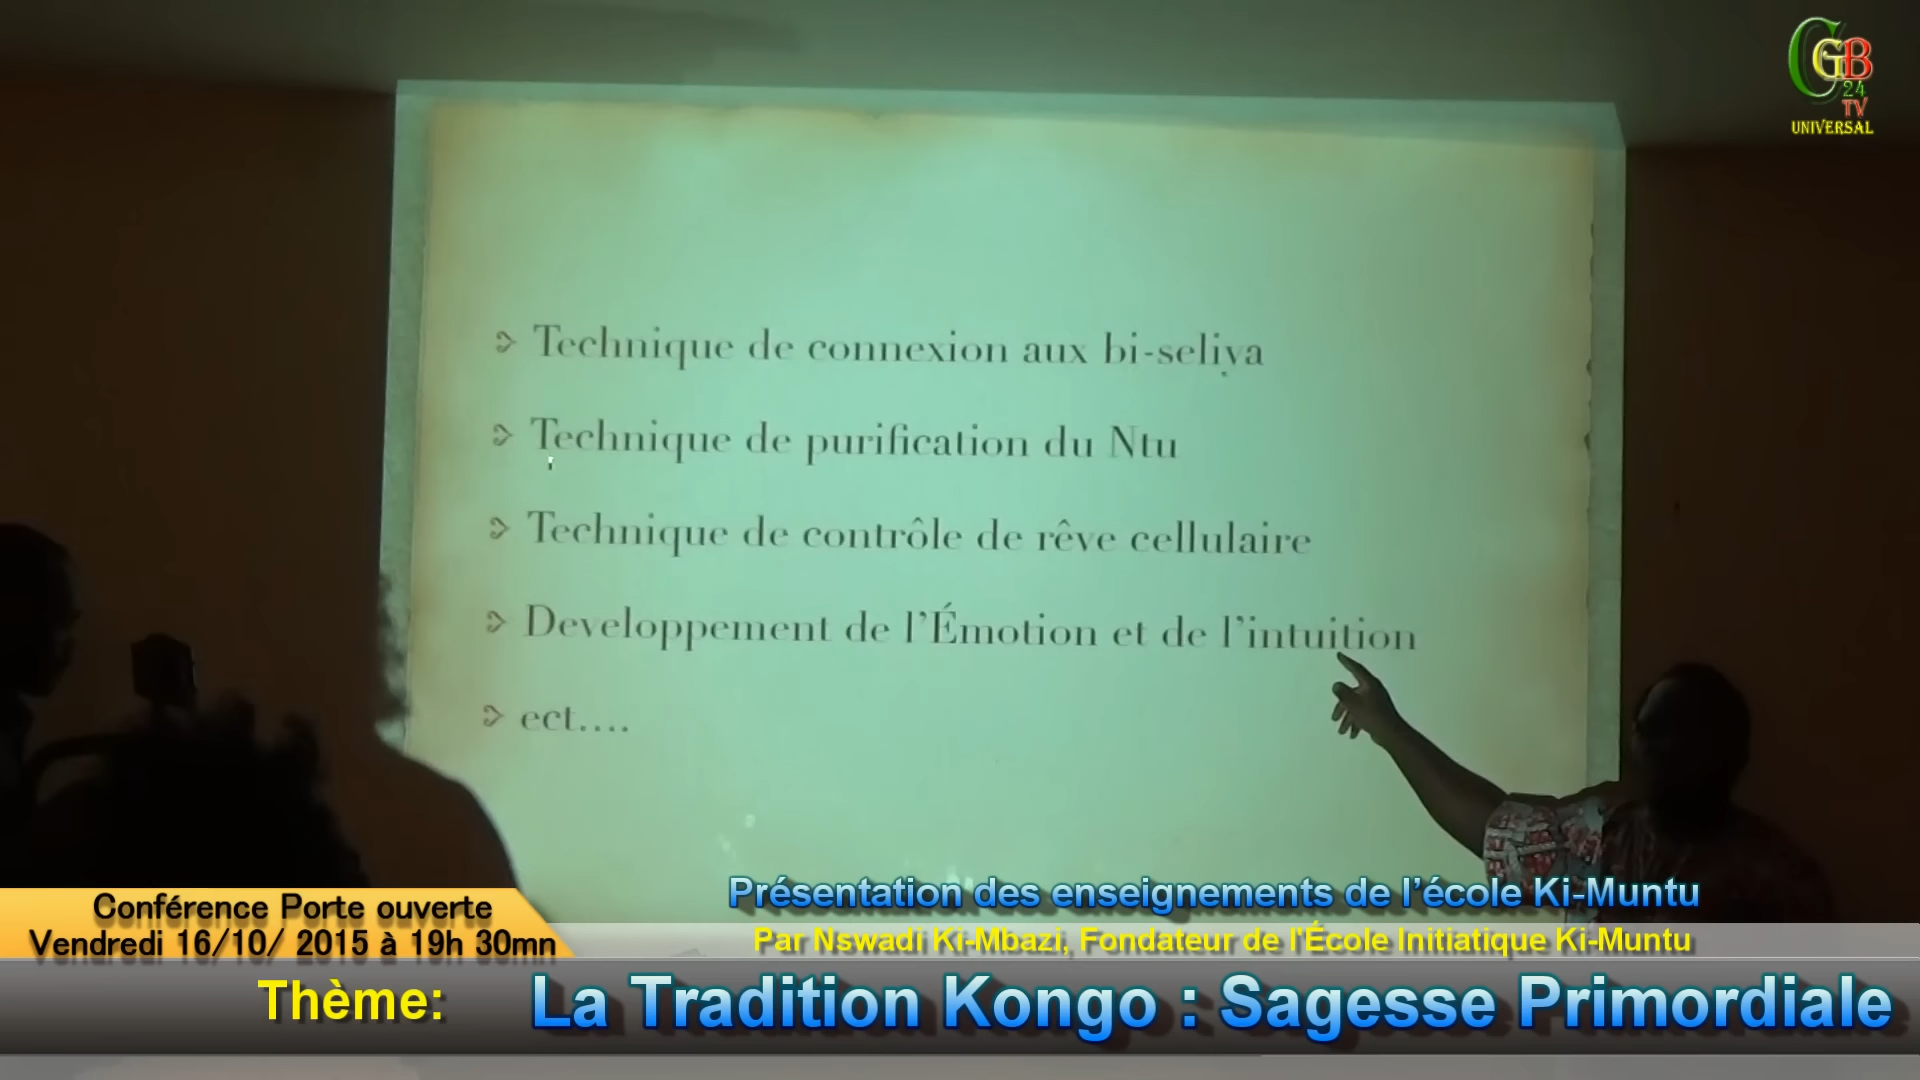 CGB
24
TV
UNIVERSAL
Technique de connexion aux bi-seliya
Technique de purification du Ntu
Technique de contrôle de rêve cellulaire
Developpement de l'Émotion et de l'intuition
ect....
Conférence Porte ouverte
Vendredi 16/10/ 2015 à 19h 30mn
Présentation des enseignements de l'école Ki-Muntu
Par Nswadi Ki-Mbazi, Fondateur de l'École Initiatique Ki-Muntu
Thème: La Tradition Kongo : Sagesse Primordiale